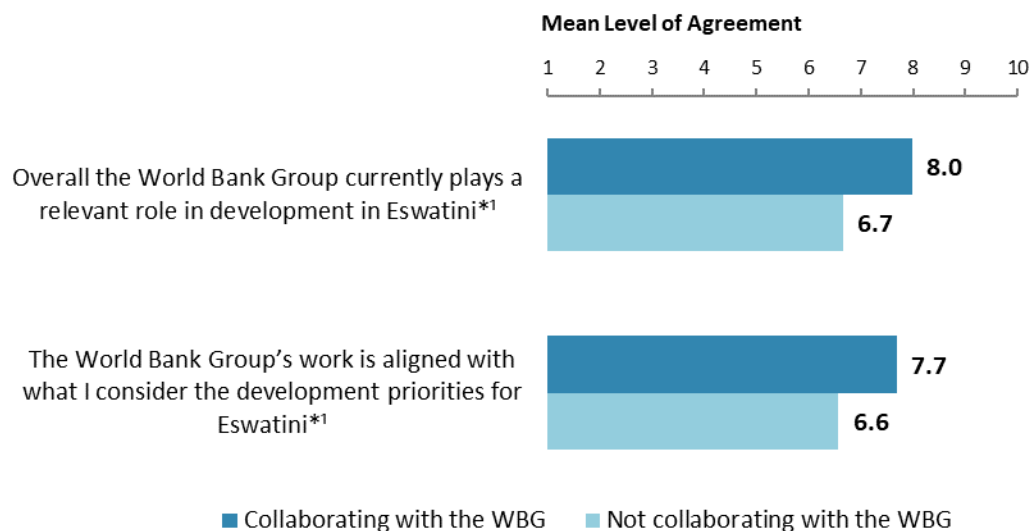 Mean Level of Agreement
1 2 3 4 5 6 7 8 9 10
Overall the World Bank Group currently plays a
relevant role in development in Eswatini*¹
8.0
6.7
The World Bank Group’s work is aligned with
what I consider the development priorities for
Eswatini*¹
7.7
6.6
Collaborating with the WBG Not collaborating with the WBG